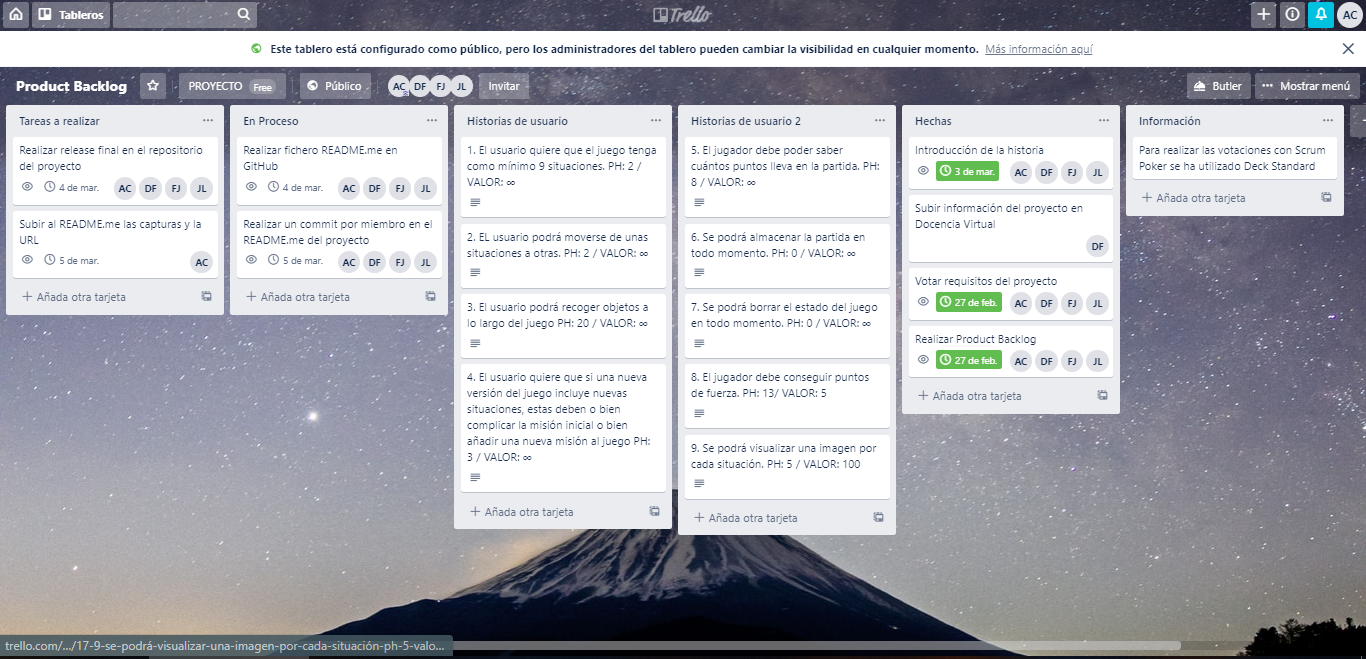 Tableros
Trello
AC
Este tablero está configurado como público, pero los administradores del tablero pueden cambiar la visibilidad en cualquier momento. Más información aquí
Product Backlog
PROYECTO Free
Público
AC DF FJ JL
Invitar
Butler
Mostrar menú
Tareas a realizar
Realizar release final en el repositorio
del proyecto
4 de mar. AC DF FJ JL
Subir al README.me las capturas y la
URL
5 de mar. AC
Añada otra tarjeta
En Proceso
Realizar fichero README.me en
GitHub
4 de mar. AC DF FJ JL
Realizar un commit por miembro en el
README.me del proyecto
5 de mar. AC DF FJ JL
Añada otra tarjeta
Historias de usuario
1. El usuario quiere que el juego tenga
como mínimo 9 situaciones. PH: 2 /
VALOR: ∞
2. EL usuario podrá moverse de unas
situaciones a otras. PH: 2 / VALOR: ∞
3. El usuario podrá recoger objetos a
lo largo del juego PH: 20 / VALOR: ∞
4. El usuario quiere que si una nueva
versión del juego incluye nuevas
situaciones, estas deben o bien
complicar la misión inicial o bien
añadir una nueva misión al juego PH:
3 / VALOR: ∞
Añada otra tarjeta
Historias de usuario 2
5. El jugador debe poder saber
cuántos puntos lleva en la partida. PH:
8 / VALOR: ∞
6. Se podrá almacenar la partida en
todo momento. PH: 0 / VALOR: ∞
7. Se podrá borrar el estado del juego
en todo momento. PH: 0 / VALOR: ∞
8. El jugador debe conseguir puntos
de fuerza. PH: 13/ VALOR: 5
9. Se podrá visualizar una imagen por
cada situación. PH: 5 / VALOR: 100
Añada otra tarjeta
Hechas
Introducción de la historia
3 de mar. AC DF FJ JL
Subir información del proyecto en
Docencia Virtual
DF
Votar requisitos del proyecto
27 de feb. AC DF FJ JL
Realizar Product Backlog
27 de feb. AC DF FJ JL
Añada otra tarjeta
Información
Para realizar las votaciones con Scrum
Poker se ha utilizado Deck Standard
Añada otra tarjeta
trello.com/.../17-9-se-podrá-visualizar-una-imagen-por-cada-situación-ph-5-valo...